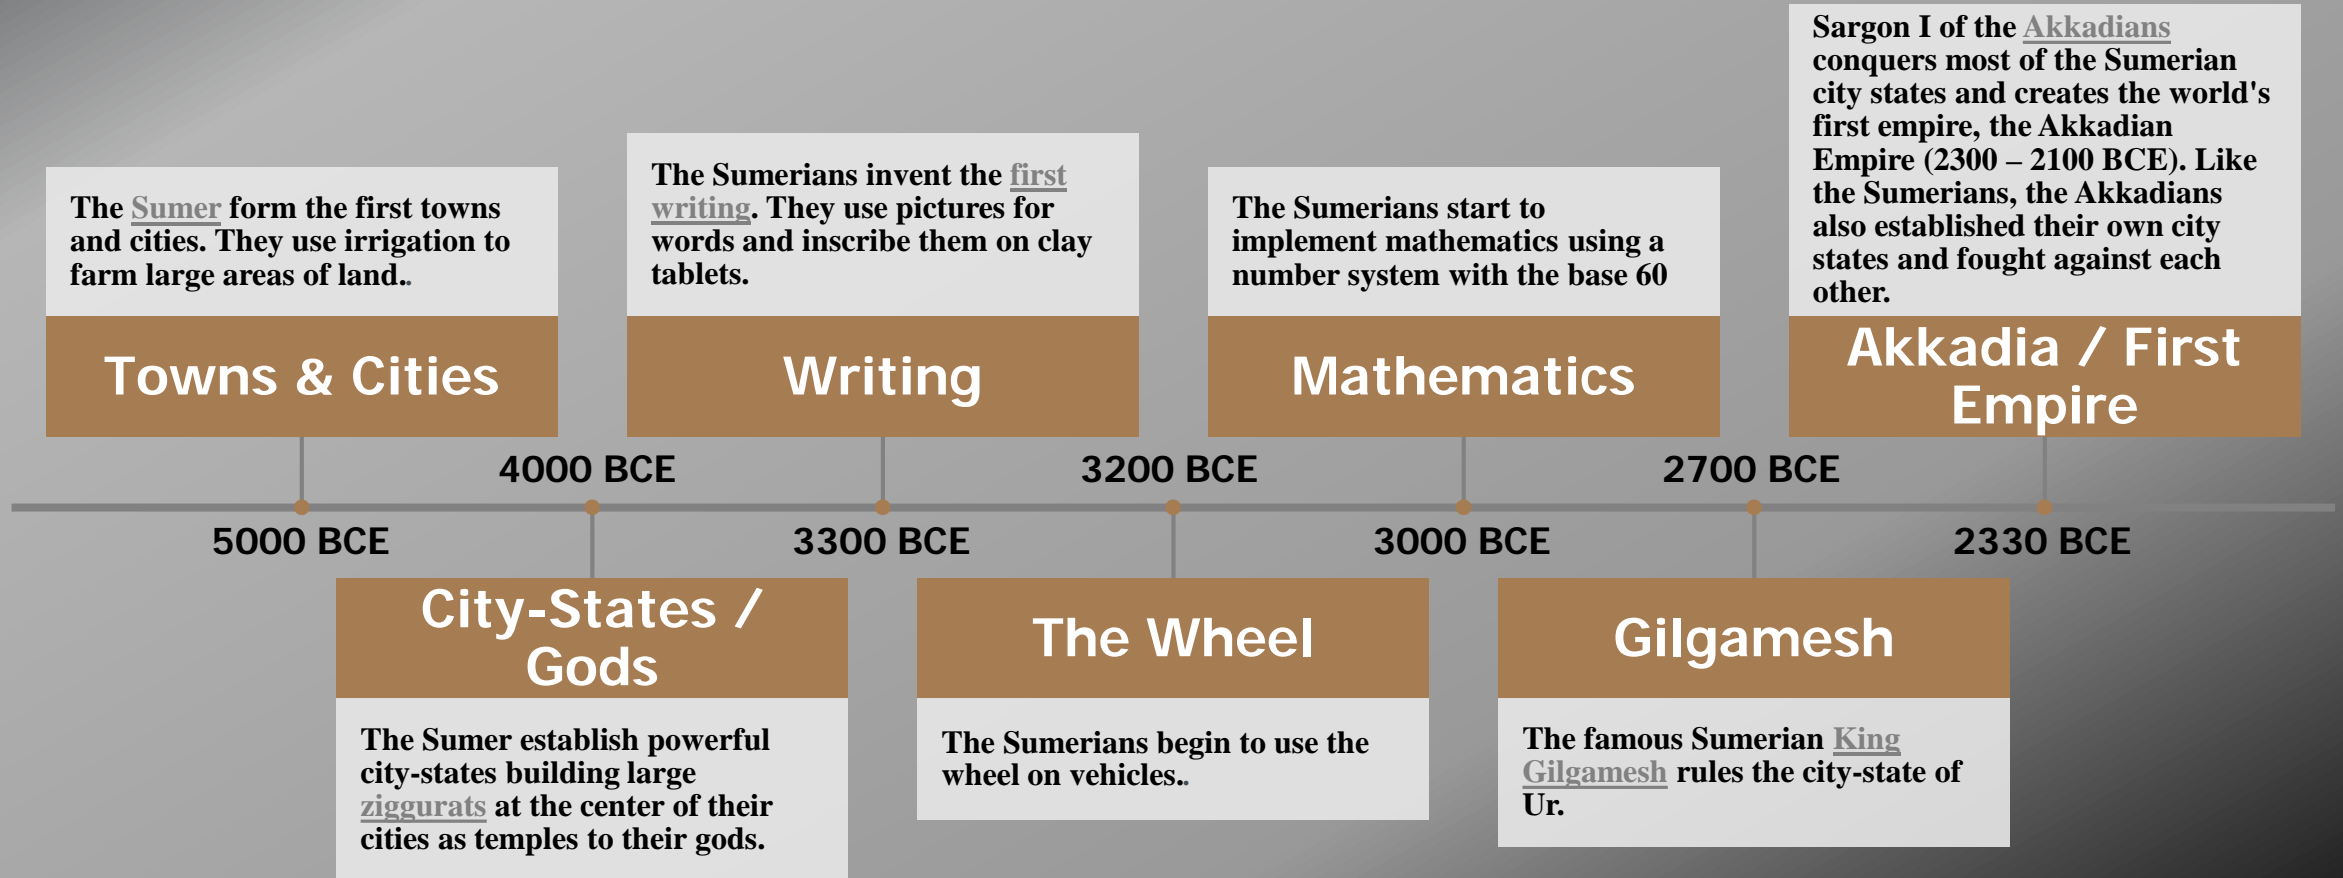 The Sumer form the first towns
and cities. They use irrigation to
farm large areas of land..
Towns & Cities
5000 BCE
4000 BCE
City-States /
Gods
The Sumer establish powerful
city-states building large
ziggurats at the center of their
cities as temples to their gods.
The Sumerians invent the first
writing. They use pictures for
words and inscribe them on clay
tablets.
Writing
3300 BCE
3200 BCE
The Wheel
The Sumerians begin to use the
wheel on vehicles..
The Sumerians start to
implement mathematics using a
number system with the base 60
Mathematics
3000 BCE
2700 BCE
Gilgamesh
The famous Sumerian King
Gilgamesh rules the city-state of
Ur.
Sargon I of the Akkadians
conquers most of the Sumerian
city states and creates the world's
first empire, the Akkadian
Empire (2300 – 2100 BCE). Like
the Sumerians, the Akkadians
also established their own city
states and fought against each
other.
Akkadia / First
Empire
2330 BCE